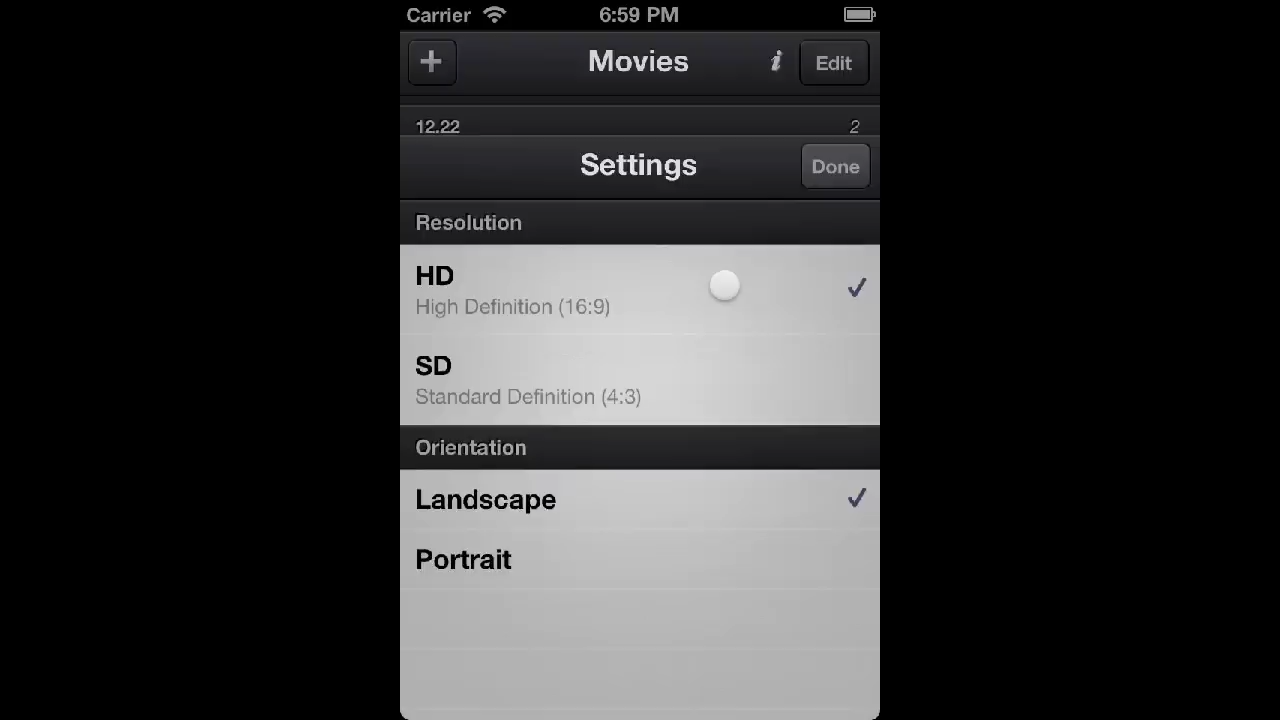 Carrier 6:59 PM
+ Movies i Edit
12.22 2
Settings Done
Resolution
HD
High Definition (16:9)
SD
Standard Definition (4:3)
Orientation
Landscape
Portrait